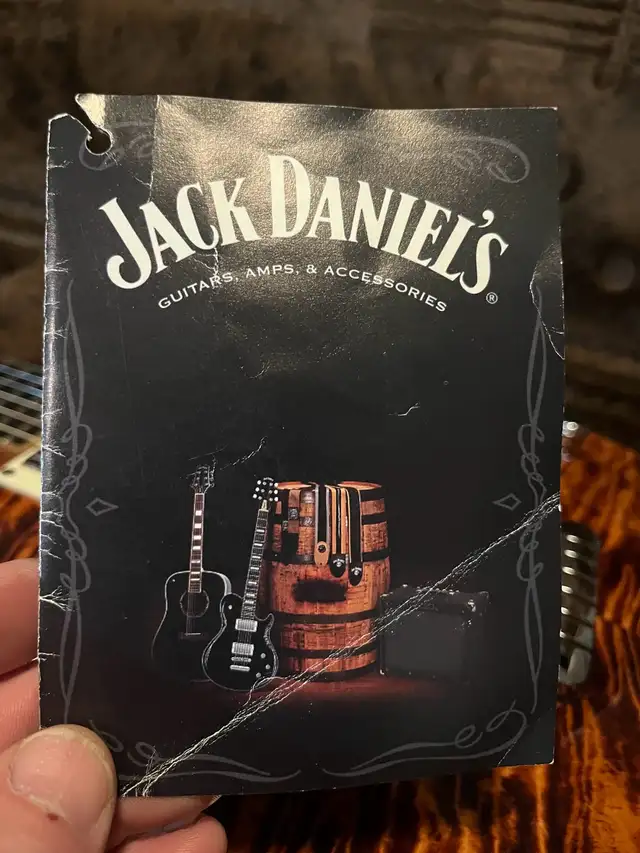 JACK DANIEL'S®
GUITARS, AMPS, & ACCESSORIES